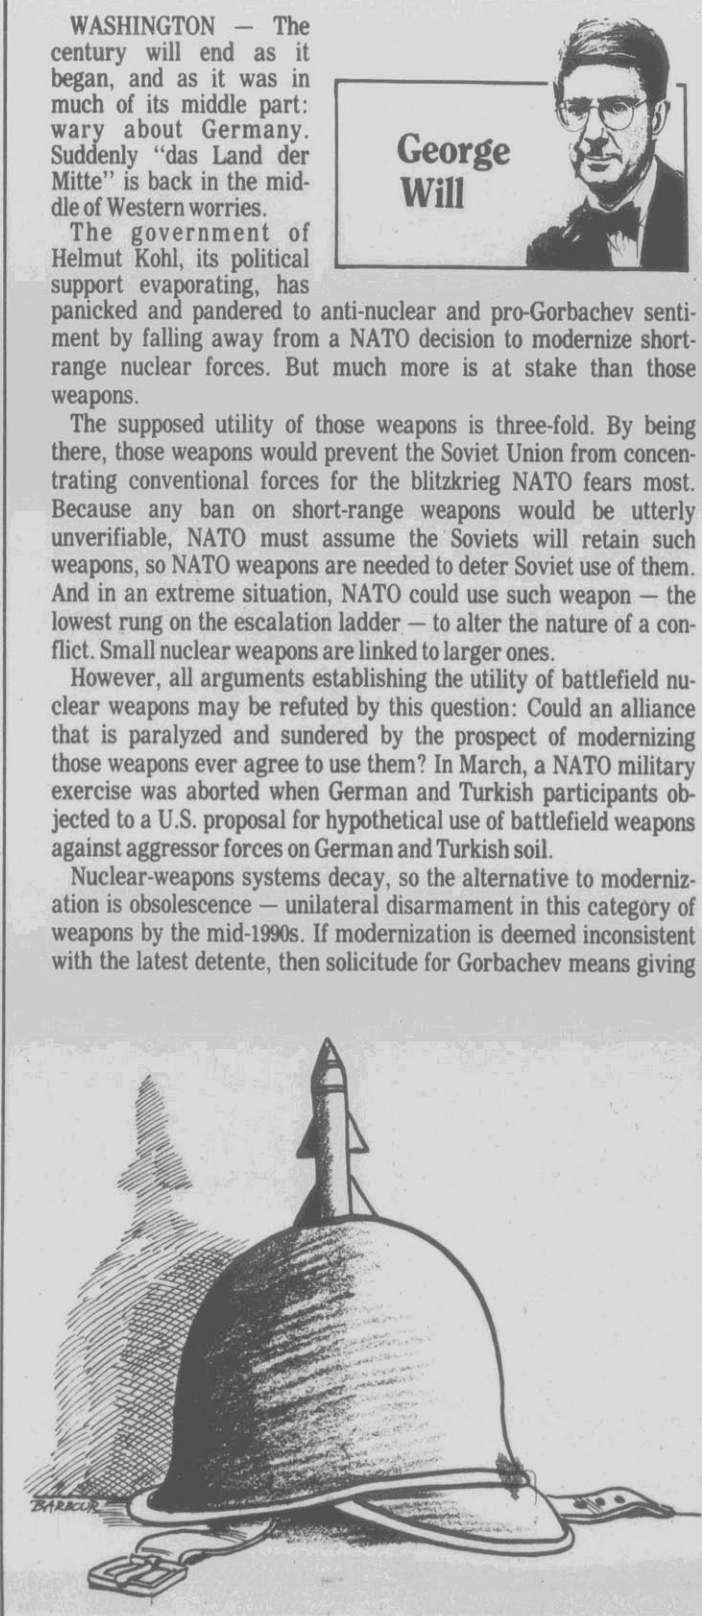 WASHINGTON — The
century will end as it
began, and as it was in
much of its middle part:
wary about Germany.
Suddenly "das Land der
Mitte" is back in the mid-
dle of Western worries.
The government of
Helmut Kohl, its political
support evaporating, has
George
Will
panicked and pandered to anti-nuclear and pro-Gorbachev senti-
ment by falling away from a NATO decision to modernize short-
range nuclear forces. But much more is at stake than those
weapons.
The supposed utility of those weapons is three-fold. By being
there, those weapons would prevent the Soviet Union from concen-
trating conventional forces for the blitzkrieg NATO fears most.
Because any ban on short-range weapons would be utterly
unverifiable, NATO must assume the Soviets will retain such
weapons, so NATO weapons are needed to deter Soviet use of them.
And in an extreme situation, NATO could use such weapon — the
lowest rung on the escalation ladder — to alter the nature of a con-
flict. Small nuclear weapons are linked to larger ones.
However, all arguments establishing the utility of battlefield nu-
clear weapons may be refuted by this question: Could an alliance
that is paralyzed and sundered by the prospect of modernizing
those weapons ever agree to use them? In March, a NATO military
exercise was aborted when German and Turkish participants ob-
jected to a U.S. proposal for hypothetical use of battlefield weapons
against aggressor forces on German and Turkish soil.
Nuclear-weapons systems decay, so the alternative to moderniz-
ation is obsolescence — unilateral disarmament in this category of
weapons by the mid-1990s. If modernization is deemed inconsistent
with the latest detente, then solicitude for Gorbachev means giving
BARBOUR